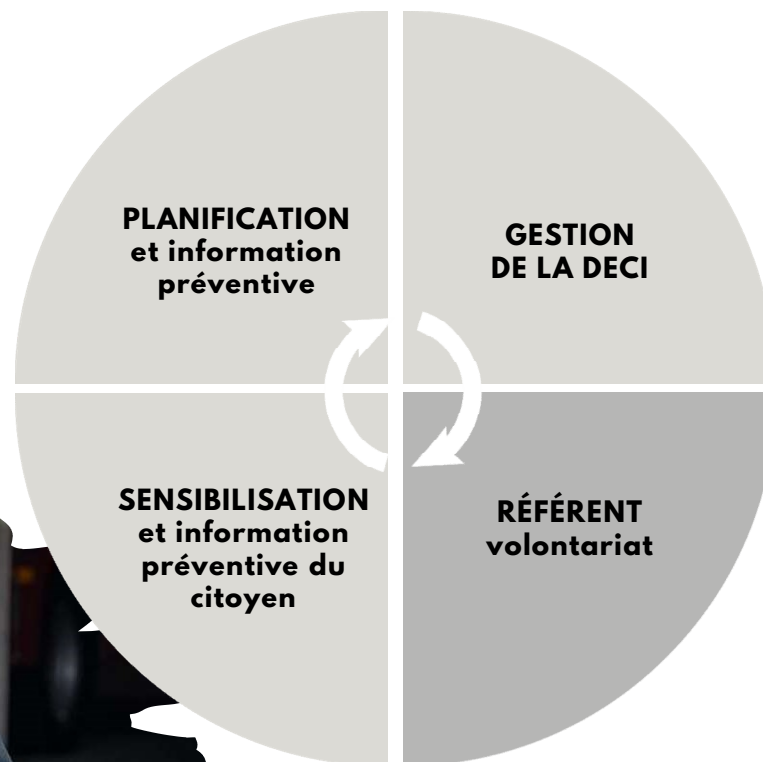 PLANIFICATION
et information
préventive
GESTION
DE LA DECI
SENSIBILISATION
et information
préventive du
citoyen
RÉFÉRENT
volontariat